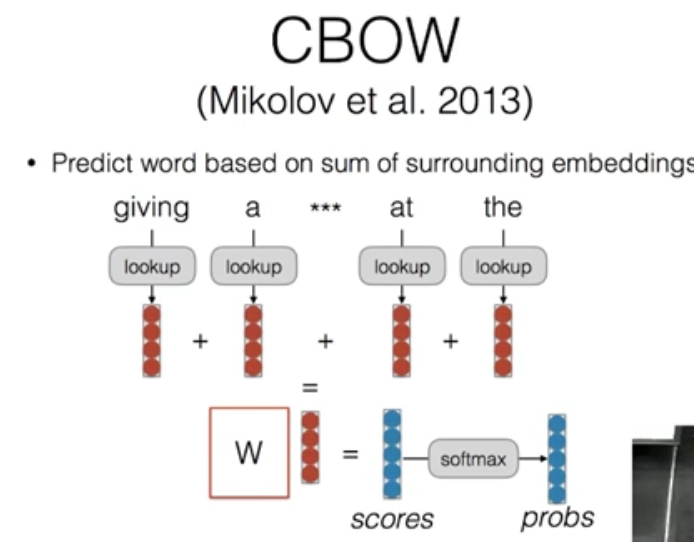 CBOW
(Mikolov et al. 2013)
• Predict word based on sum of surrounding embeddings
giving a *** at the
lookup lookup lookup lookup
+ + +
=
W = softmax
scores probs